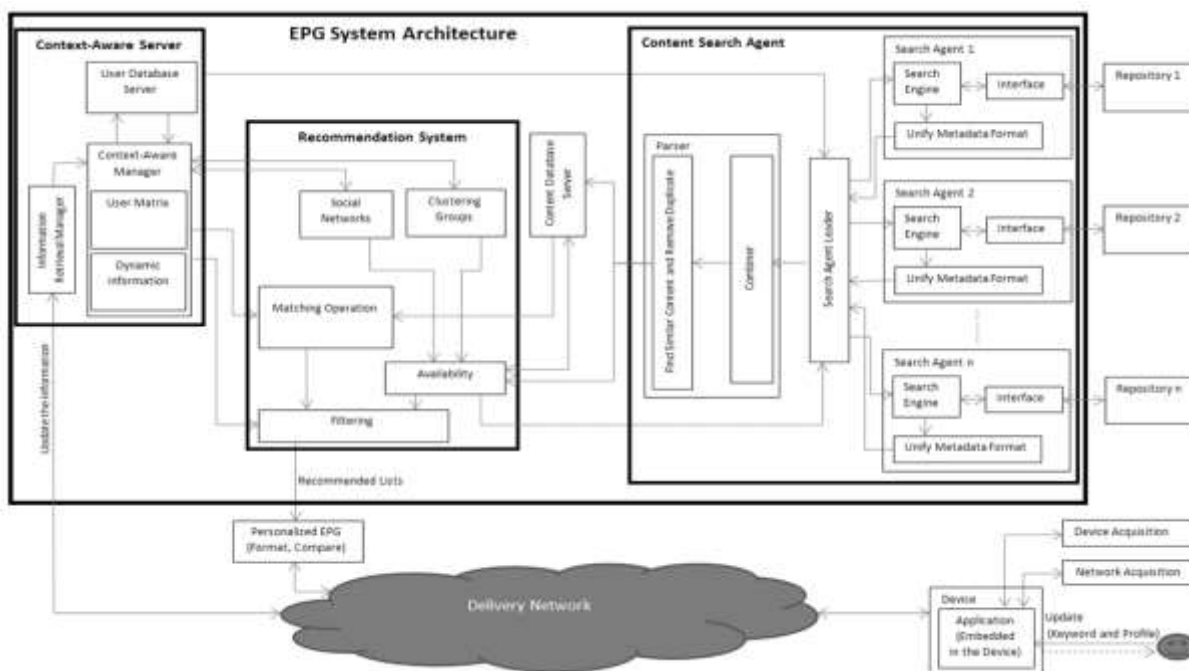 EPG System Architecture
Context-Aware Server
User Database
Server
Context-Aware
Manager
User Matrix
Dynamic
Information
Information
Retrieval Manager
Update the information
Recommendation System
Social
Networks
Clustering
Groups
Matching Operation
Availability
Filtering
Recommended Lists
Content Database
Server
Content Search Agent
Parser
Find Similar Content and Remove Duplicate
Container
Search Agent Leader
Search Agent 1
Search
Engine
Interface
Unify Metadata Format
Repository 1
Search Agent 2
Search
Engine
Interface
Unify Metadata Format
Repository 2
Search Agent n
Search
Engine
Interface
Unify Metadata Format
Repository n
Personalized EPG
(Format, Compare)
Delivery Network
Device Acquisition
Network Acquisition
Device
Application
(Embedded
in the Device)
Update
(Keyword and Profile)